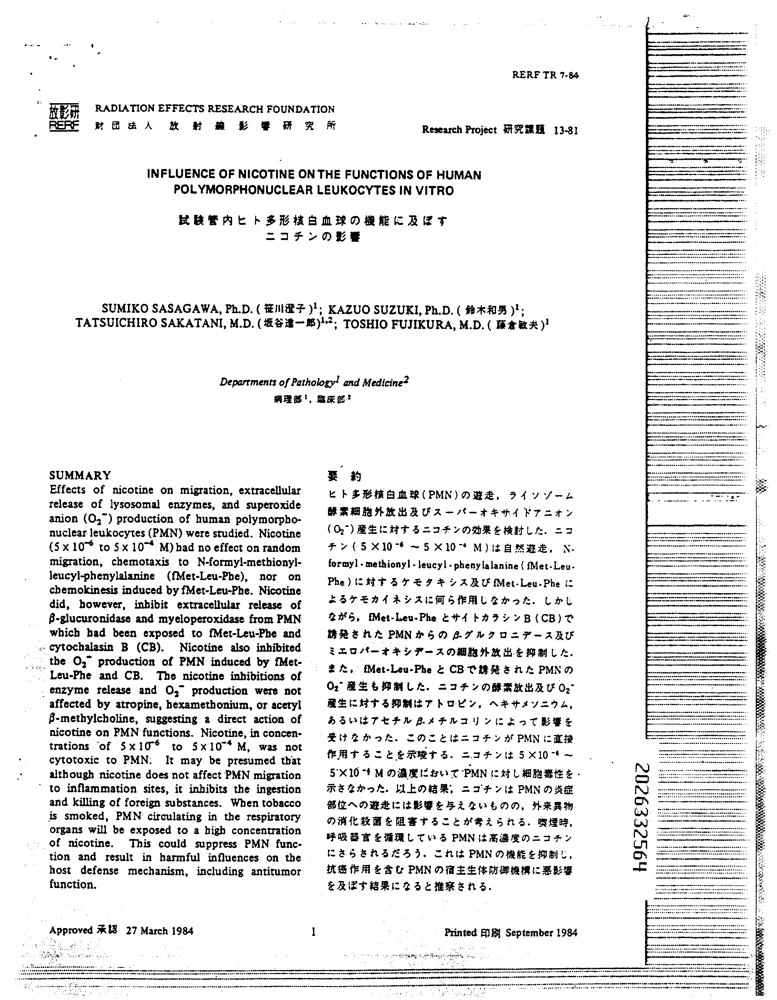 RERF TR 7-84
放影研
RERF
RADIATION EFFECTS RESEARCH FOUNDATION
財団法人 放射線影響研究所
Research Project 研究課題 13-81
INFLUENCE OF NICOTINE ON THE FUNCTIONS OF HUMAN
POLYMORPHONUCLEAR LEUKOCYTES IN VITRO
試験管内ヒト多形核白血球の機能に及ぼす
ニコチンの影響
SUMIKO SASAGAWA, Ph.D. (笹川澄子)¹; KAZUO SUZUKI, Ph.D. (鈴木和男)¹;
TATSUICHIRO SAKATANI, M.D. (坂谷達一郎)¹·²; TOSHIO FUJIKURA, M.D. (藤倉敏夫)¹
Departments of Pathology¹ and Medicine²
病理部¹, 臨床部²
SUMMARY
Effects of nicotine on migration, extracellular
release of lysosomal enzymes, and superoxide
anion (O₂⁻) production of human polymorpho-
nuclear leukocytes (PMN) were studied. Nicotine
(5 x 10⁻⁶ to 5 x 10⁻⁴ M) had no effect on random
migration, chemotaxis to N-formyl-methionyl-
leucyl-phenylalanine (fMet-Leu-Phe), nor on
chemokinesis induced by fMet-Leu-Phe. Nicotine
did, however, inhibit extracellular release of
β-glucuronidase and myeloperoxidase from PMN
which had been exposed to fMet-Leu-Phe and
cytochalasin B (CB). Nicotine also inhibited
the O₂⁻ production of PMN induced by fMet-
Leu-Phe and CB. The nicotine inhibitions of
enzyme release and O₂⁻ production were not
affected by atropine, hexamethonium, or acetyl
β-methylcholine, suggesting a direct action of
nicotine on PMN functions. Nicotine, in concen-
trations of 5 x 10⁻⁶ to 5 x 10⁻⁴ M, was not
cytotoxic to PMN. It may be presumed that
although nicotine does not affect PMN migration
to inflammation sites, it inhibits the ingestion
and killing of foreign substances. When tobacco
is smoked, PMN circulating in the respiratory
organs will be exposed to a high concentration
of nicotine. This could suppress PMN func-
tion and result in harmful influences on the
host defense mechanism, including antitumor
function.
要 約
ヒト多形核白血球(PMN)の遊走, ライソゾーム
酵素細胞外放出及びスーパーオキサイドアニオン
(O₂⁻)産生に対するニコチンの効果を検討した. ニコ
チン(5×10⁻⁶ ～ 5×10⁻⁴ M)は自然遊走, N-
formyl-methionyl-leucyl-phenylalanine (fMet-Leu-
Phe)に対するケモタキシス及びfMet-Leu-Pheに
よるケモカイネシスに何ら作用しなかった. しかし
ながら, fMet-Leu-PheとサイトカラシンB(CB)で
誘発されたPMNからのβ-グルクロニデース及び
ミエロパーオキシデースの細胞外放出を抑制した.
また, fMet-Leu-PheとCBで誘発されたPMNの
O₂⁻産生も抑制した. ニコチンの酵素放出及びO₂⁻
産生に対する抑制はアトロピン, ヘキサメソニウム,
あるいはアセチルβ-メチルコリンによって影響を
受けなかった. このことはニコチンがPMNに直接
作用することを示唆する. ニコチンは5×10⁻⁶～
5×10⁻⁴ Mの濃度においてPMNに対し細胞毒性を
示さなかった. 以上の結果, ニコチンはPMNの炎症
部位への遊走には影響を与えないものの, 外来異物
の消化殺菌を阻害することが考えられる. 喫煙時,
呼吸器官を循環しているPMNは高濃度のニコチン
にさらされるだろう. これはPMNの機能を抑制し,
抗癌作用を含むPMNの宿主生体防御機構に悪影響
を及ぼす結果になると推察される.
2026332564
Approved 承認 27 March 1984
1
Printed 印刷 September 1984